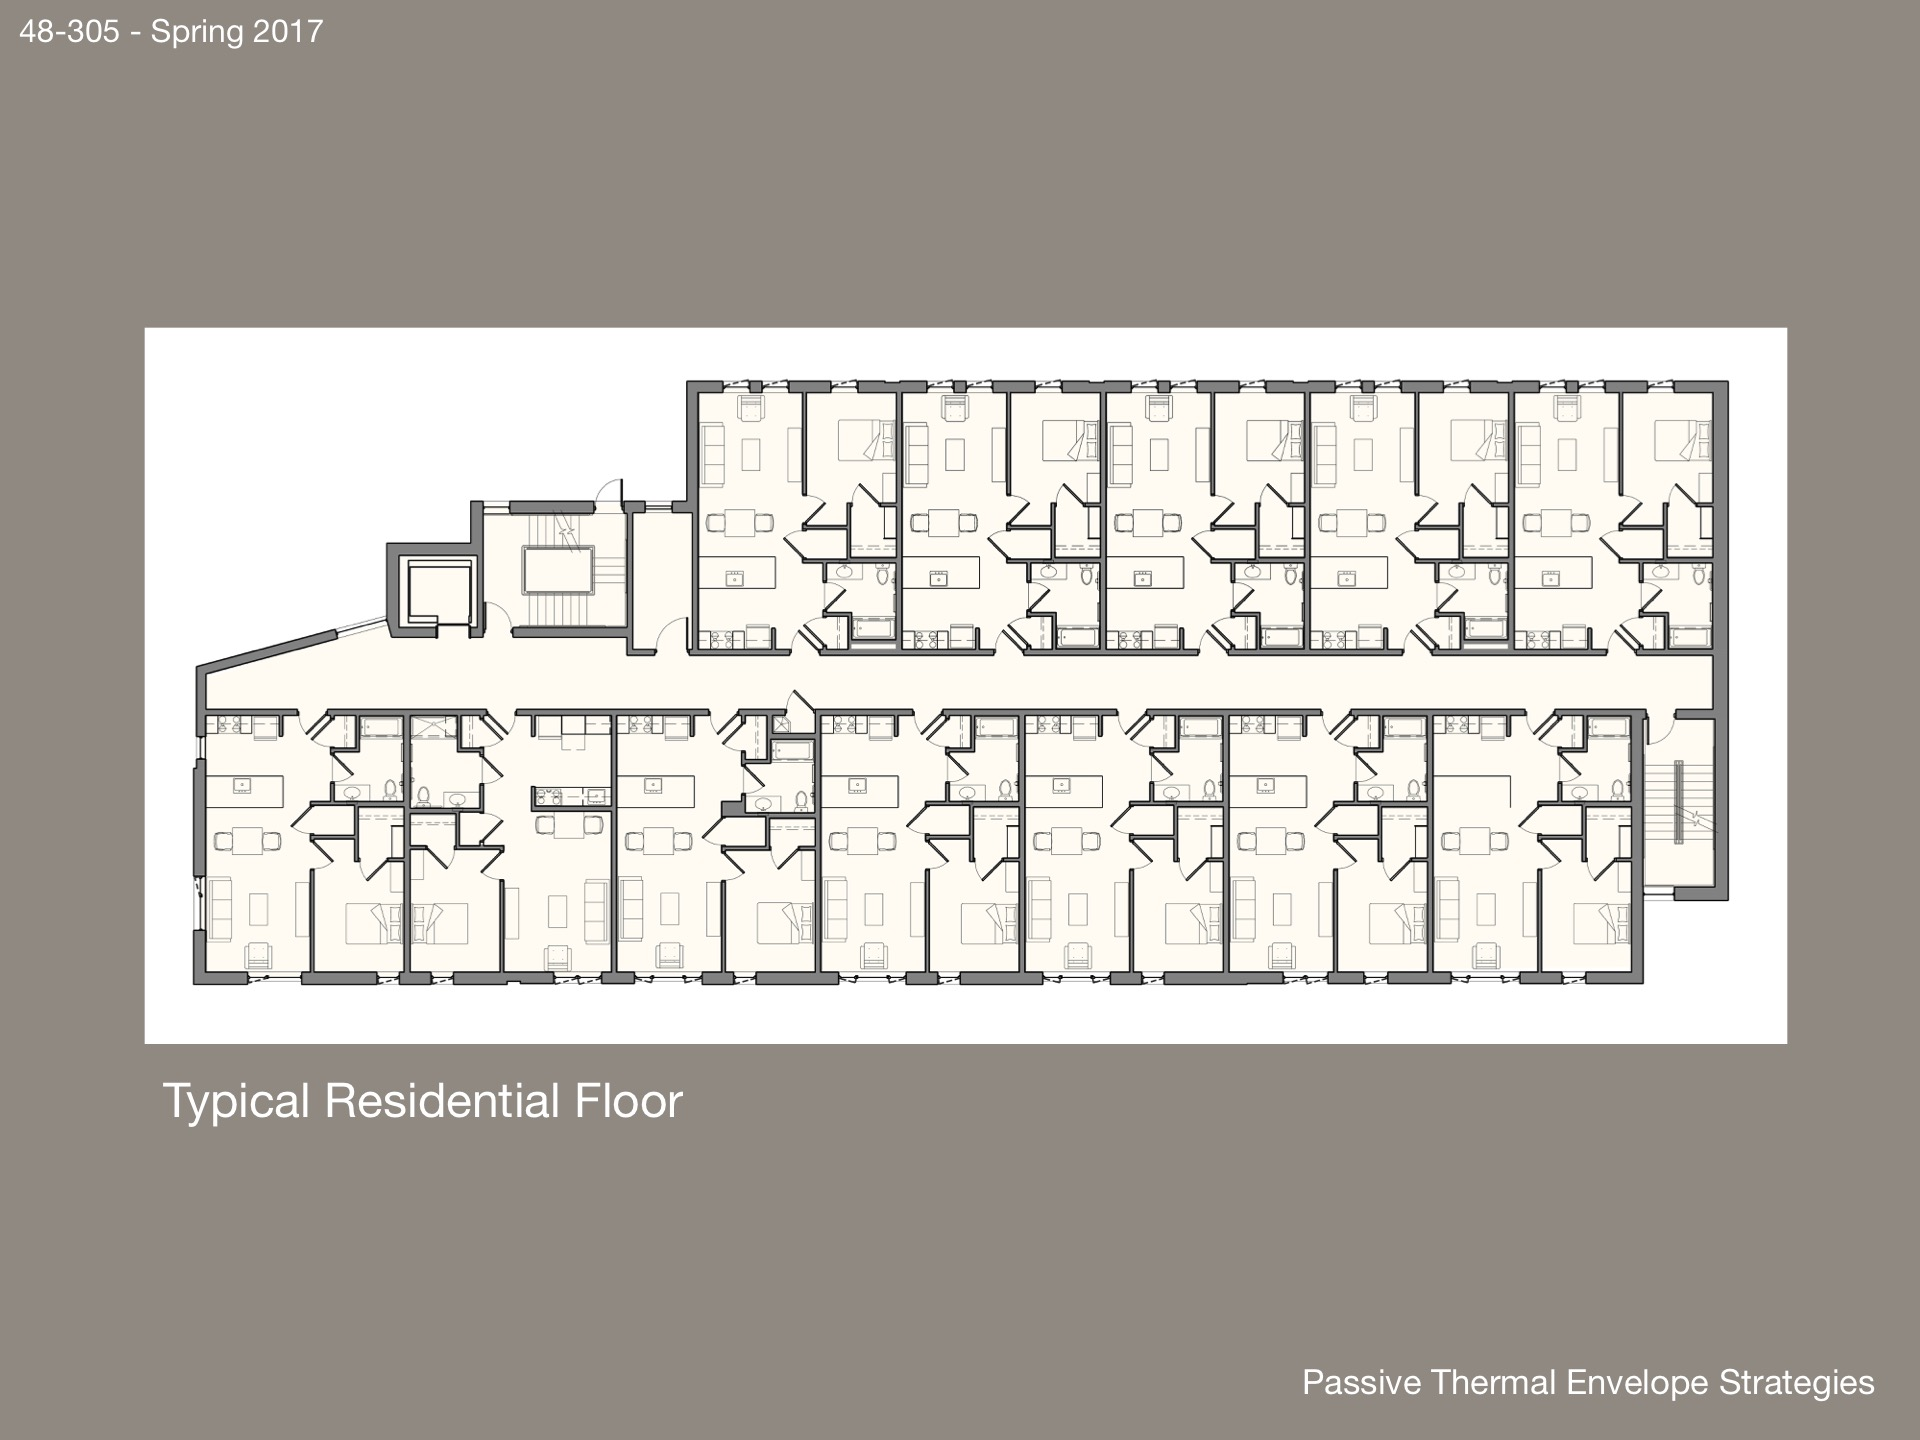 48-305 - Spring 2017
Typical Residential Floor
Passive Thermal Envelope Strategies